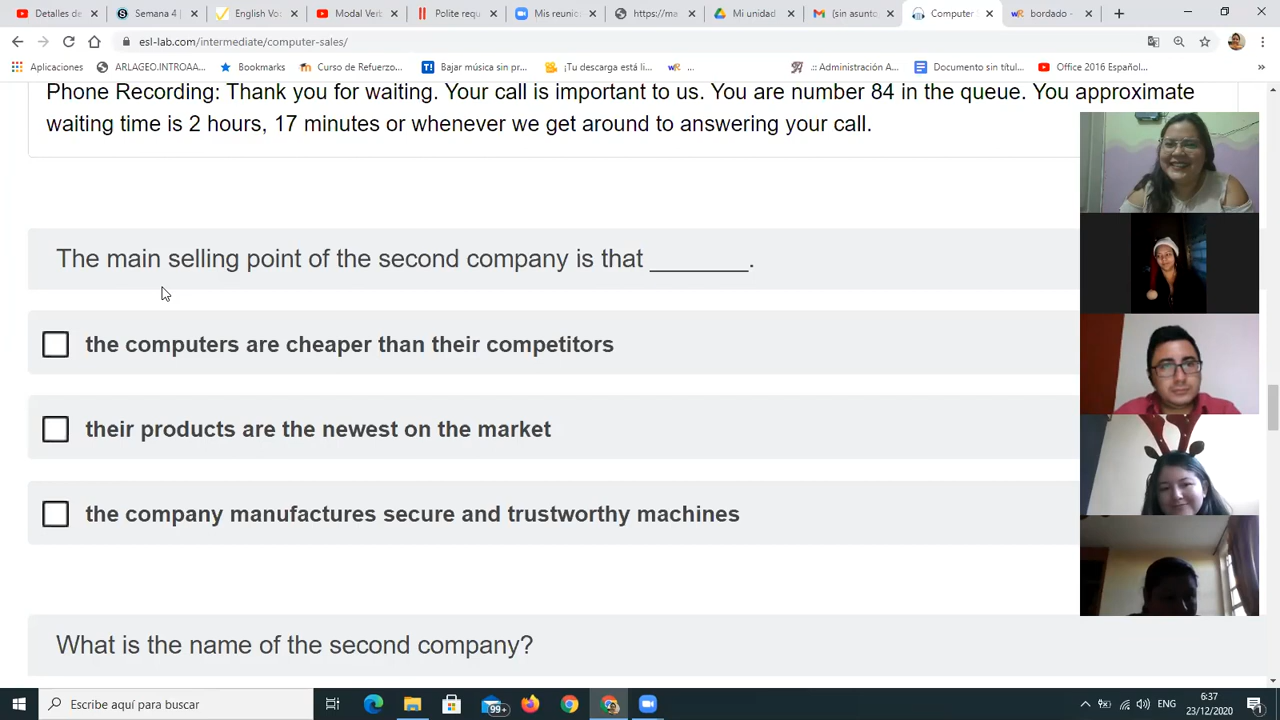 Detalles de
Semana 4 |
English Vo
Modal Verb
Polite requ
Mis reunio
https://ma
Mi unidad
(sin asunto
Computer
bordado -
esl-lab.com/intermediate/computer-sales/
Aplicaciones
ARLAGEO.INTROAA...
Bookmarks
Curso de Refuerzo...
Bajar música sin pr...
¡Tu descarga está li...
.:: Administración A...
Documento sin títul...
Office 2016 Español...
Phone Recording: Thank you for waiting. Your call is important to us. You are number 84 in the queue. You approximate
waiting time is 2 hours, 17 minutes or whenever we get around to answering your call.
The main selling point of the second company is that _______.
the computers are cheaper than their competitors
their products are the newest on the market
the company manufactures secure and trustworthy machines
What is the name of the second company?
Escribe aquí para buscar
99+
ENG
6:37
23/12/2020